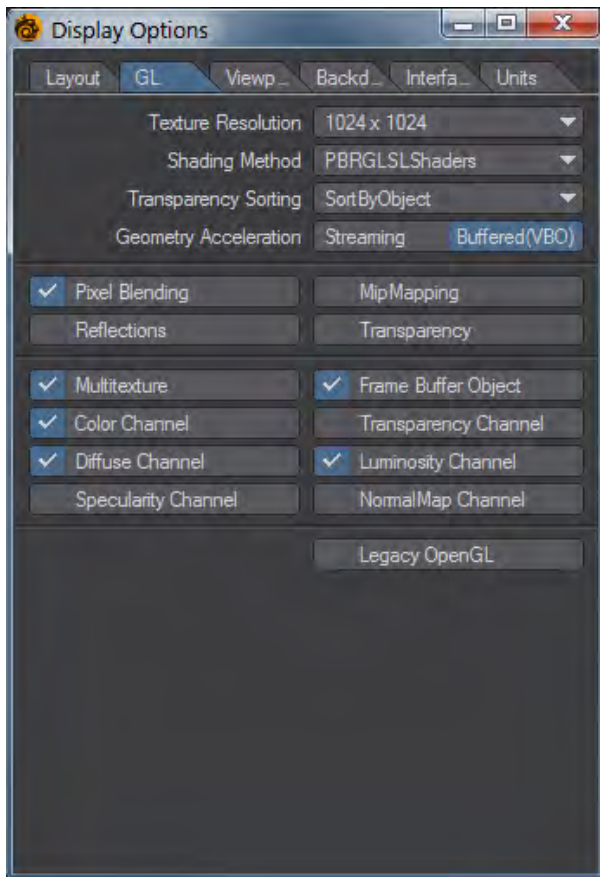 Display Options
Layout GL Viewp... Backd... Interfa... Units
Texture Resolution 1024 x 1024
Shading Method PBRGLSLShaders
Transparency Sorting SortByObject
Geometry Acceleration Streaming Buffered(VBO)
Pixel Blending MipMapping
Reflections Transparency
Multitexture Frame Buffer Object
Color Channel Transparency Channel
Diffuse Channel Luminosity Channel
Specularity Channel NormalMap Channel
Legacy OpenGL